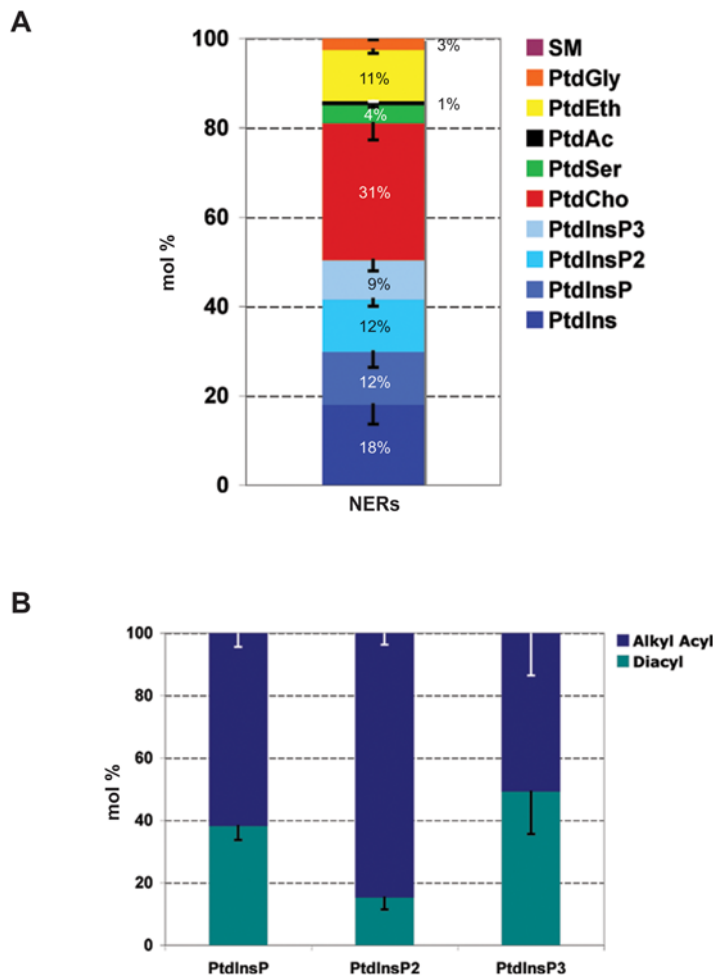 A
100
80
60
40
20
0
mol %
3%
11%
1%
4%
31%
9%
12%
12%
18%
NERs
SM
PtdGly
PtdEth
PtdAc
PtdSer
PtdCho
PtdInsP3
PtdInsP2
PtdInsP
PtdIns
B
100
80
60
40
20
0
mol %
PtdInsP PtdInsP2 PtdInsP3
Alkyl Acyl
Diacyl